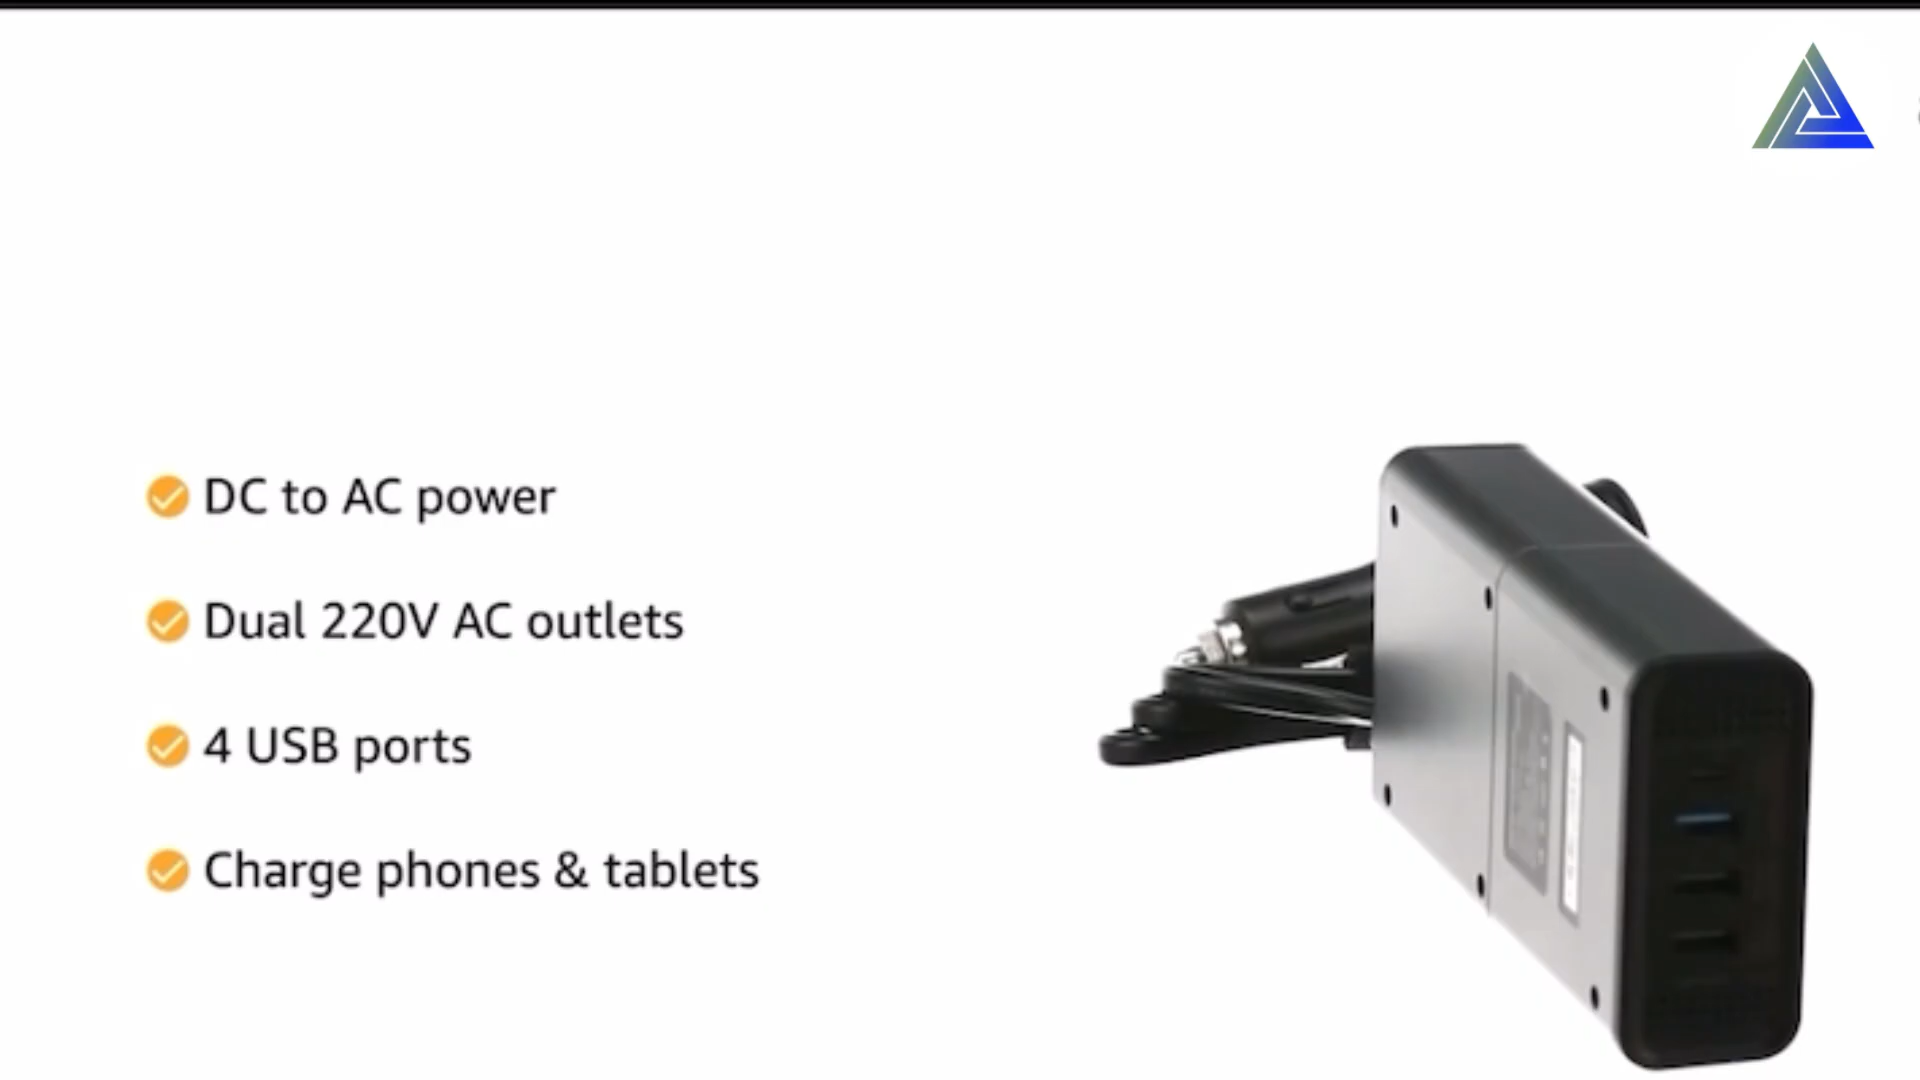 DC to AC power
Dual 220V AC outlets
4 USB ports
Charge phones & tablets